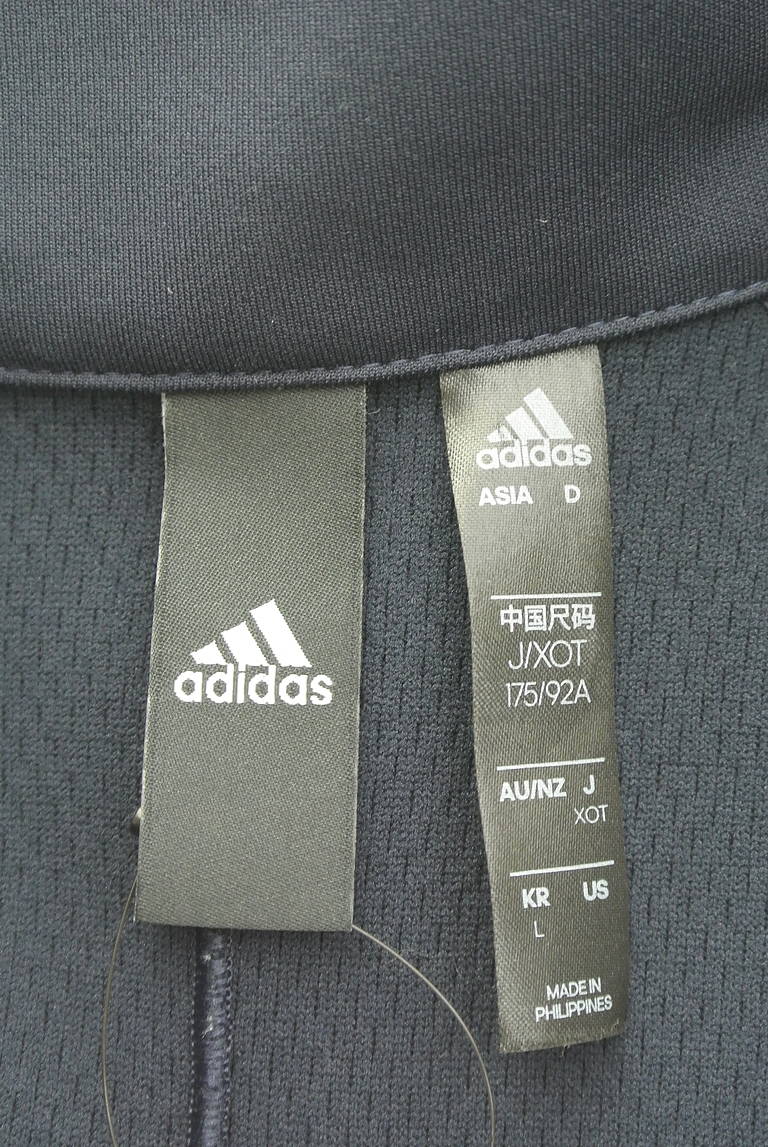 adidas
adidas
ASIA D
中国尺码
J/XOT
175/92A
AU/NZ J
XOT
KR US
L
MADE IN
PHILIPPINES